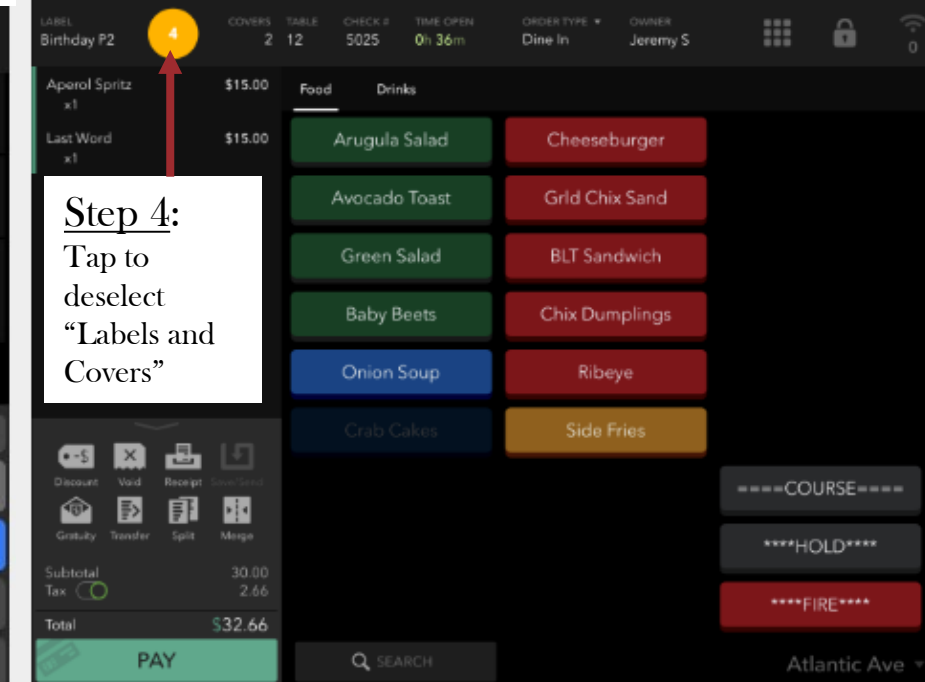 LABEL COVERS TABLE CHECK # TIME OPEN ORDER TYPE OWNER
Birthday P2 4 2 12 5025 0h 36m Dine In Jeremy S 0
Aperol Spritz $15.00
x1
Last Word $15.00
x1
Step 4:
Tap to
deselect
“Labels and
Covers”
Discount Void Receipt Save/Send
Gratuity Transfer Split Merge
Subtotal 30.00
Tax 2.66
Total $32.66
PAY
Food Drinks
Arugula Salad Cheeseburger
Avocado Toast Grld Chix Sand
Green Salad BLT Sandwich
Baby Beets Chix Dumplings
Onion Soup Ribeye
Crab Cakes Side Fries
====COURSE====
****HOLD****
****FIRE****
SEARCH
Atlantic Ave